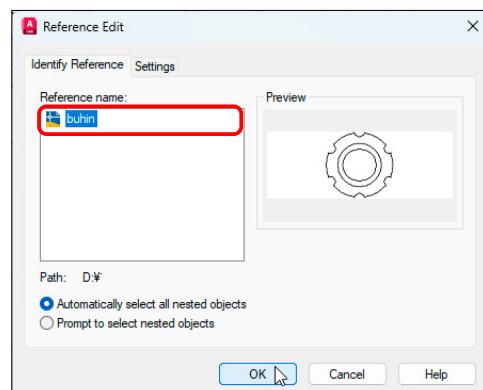 Reference Edit
Identify Reference Settings
Reference name:
Preview
buhin
Path: D:¥
Automatically select all nested objects
Prompt to select nested objects
OK Cancel Help